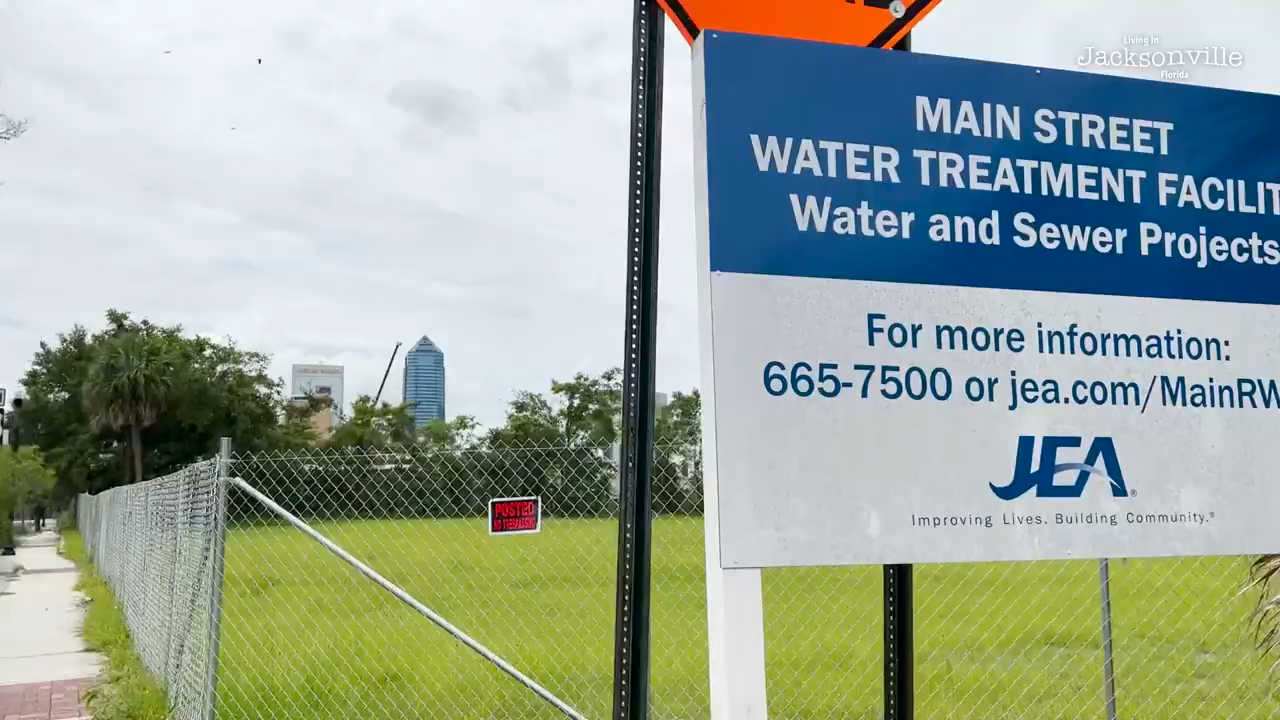 Living In
Jacksonville
Florida
MAIN STREET
WATER TREATMENT FACILIT
Water and Sewer Projects
For more information:
665-7500 or jea.com/MainRW
JEA®
Improving Lives. Building Community.®
POSTED
NO TRESPASSING